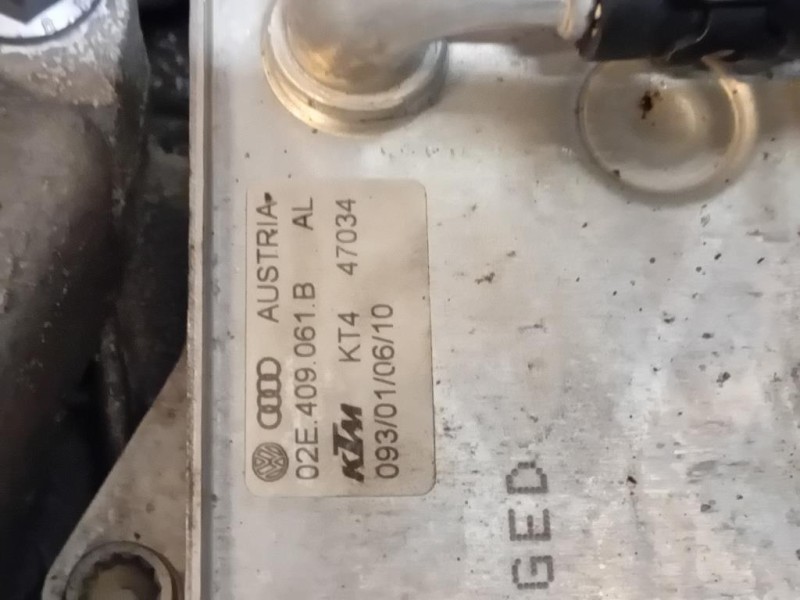 AUSTRIA
02E.409.061.B AL
KTM KT4 47034
093/01/06/10
GED